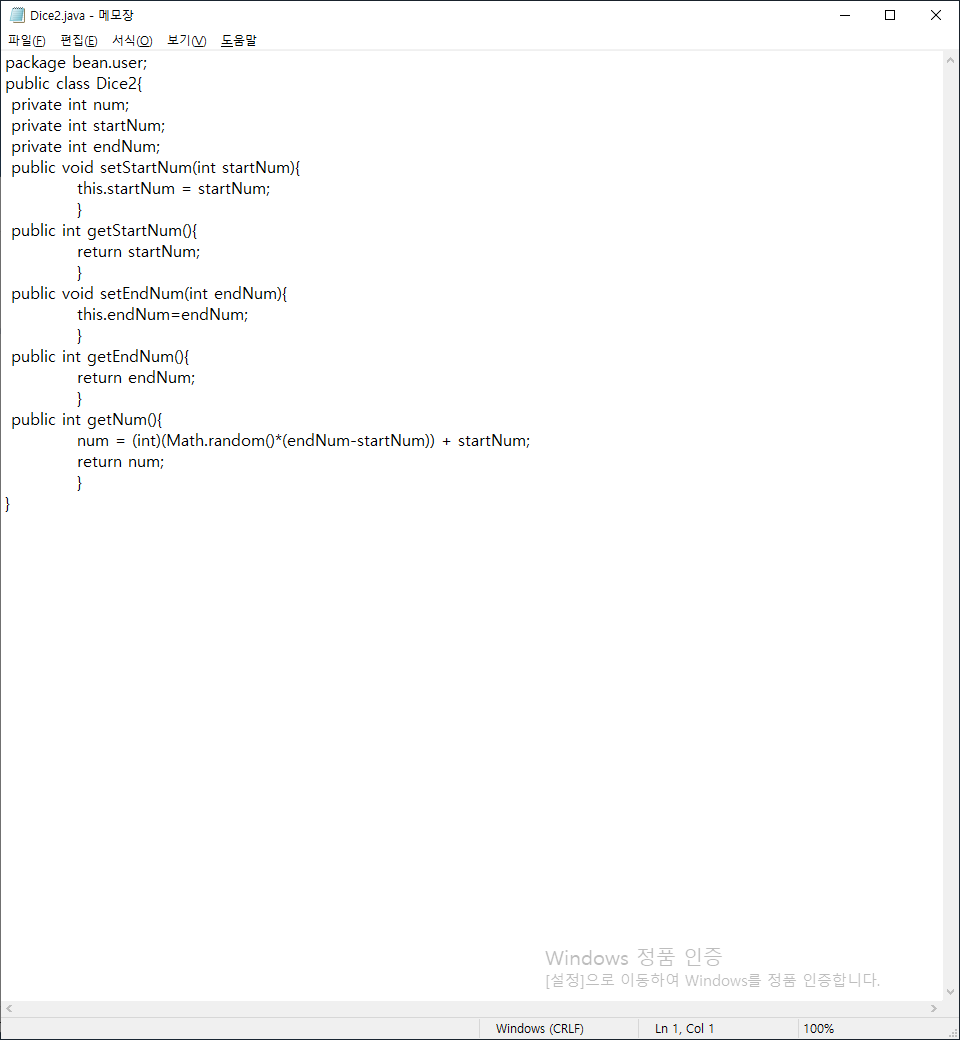 Dice2.java - 메모장
파일(F) 편집(E) 서식(O) 보기(V) 도움말
package bean.user;
public class Dice2{
private int num;
private int startNum;
private int endNum;
public void setStartNum(int startNum){
this.startNum = startNum;
}
public int getStartNum(){
return startNum;
}
public void setEndNum(int endNum){
this.endNum=endNum;
}
public int getEndNum(){
return endNum;
}
public int getNum(){
num = (int)(Math.random()*(endNum-startNum)) + startNum;
return num;
}
}
Windows 정품 인증
[설정]으로 이동하여 Windows를 정품 인증합니다.
Windows (CRLF) Ln 1, Col 1 100%